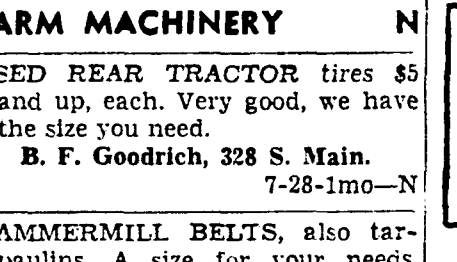 ARM MACHINERY N
SED REAR TRACTOR tires $5
and up, each. Very good, we have
the size you need.
B. F. Goodrich, 328 S. Main.
7-28-1mo—N
AMMERMILL BELTS, also tar-
paulins. A size for your needs